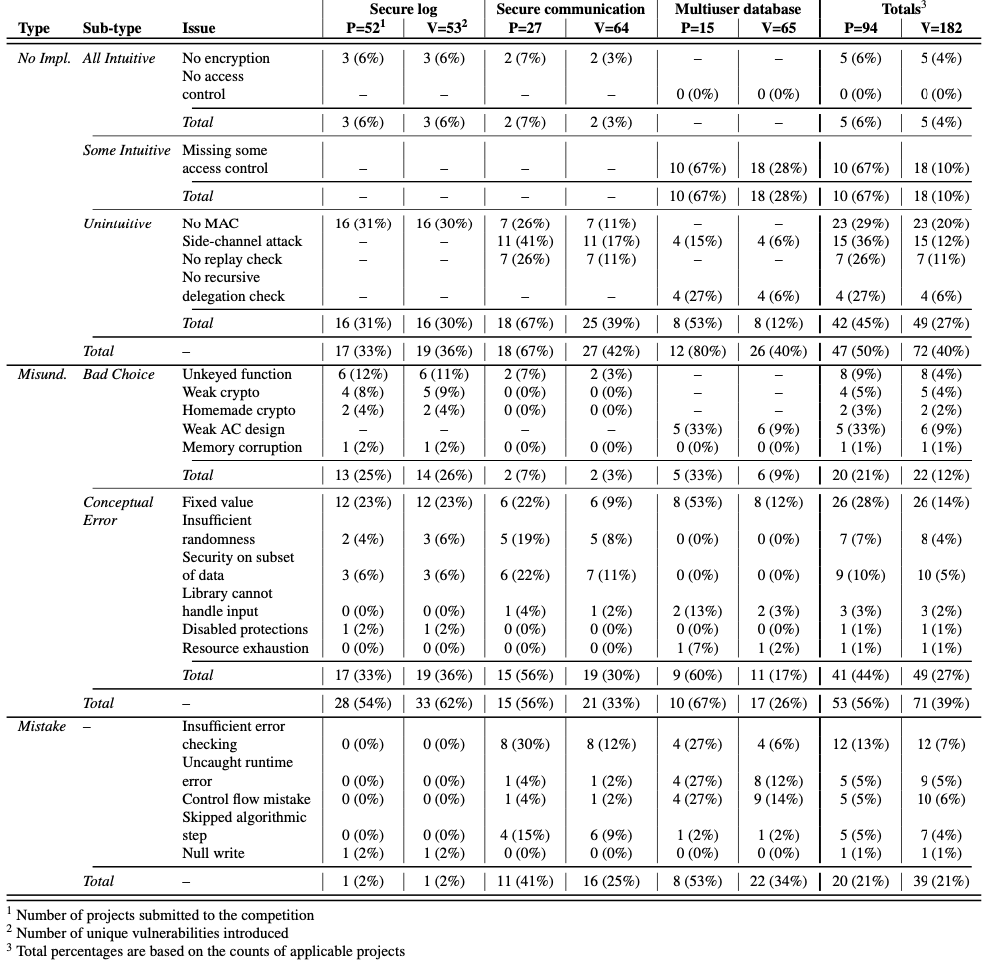 Secure log Secure communication Multiuser database Totals3
Type Sub-type Issue P=521 V=532 P=27 V=64 P=15 V=65 P=94 V=182
No Impl. All Intuitive No encryption 3 (6%) 3 (6%) 2 (7%) 2 (3%) – – 5 (6%) 5 (4%)
No access
control – – – – 0 (0%) 0 (0%) 0 (0%) 0 (0%)
Total 3 (6%) 3 (6%) 2 (7%) 2 (3%) – – 5 (6%) 5 (4%)
Some Intuitive Missing some
access control – – – – 10 (67%) 18 (28%) 10 (67%) 18 (10%)
Total – – – – 10 (67%) 18 (28%) 10 (67%) 18 (10%)
Unintuitive No MAC 16 (31%) 16 (30%) 7 (26%) 7 (11%) – – 23 (29%) 23 (20%)
Side-channel attack – – 11 (41%) 11 (17%) 4 (15%) 4 (6%) 15 (36%) 15 (12%)
No replay check – – 7 (26%) 7 (11%) – – 7 (26%) 7 (11%)
No recursive
delegation check – – – – 4 (27%) 4 (6%) 4 (27%) 4 (6%)
Total 16 (31%) 16 (30%) 18 (67%) 25 (39%) 8 (53%) 8 (12%) 42 (45%) 49 (27%)
Total – 17 (33%) 19 (36%) 18 (67%) 27 (42%) 12 (80%) 26 (40%) 47 (50%) 72 (40%)
Misund. Bad Choice Unkeyed function 6 (12%) 6 (11%) 2 (7%) 2 (3%) – – 8 (9%) 8 (4%)
Weak crypto 4 (8%) 5 (9%) 0 (0%) 0 (0%) – – 4 (5%) 5 (4%)
Homemade crypto 2 (4%) 2 (4%) 0 (0%) 0 (0%) – – 2 (3%) 2 (2%)
Weak AC design – – – – 5 (33%) 6 (9%) 5 (33%) 6 (9%)
Memory corruption 1 (2%) 1 (2%) 0 (0%) 0 (0%) 0 (0%) 0 (0%) 1 (1%) 1 (1%)
Total 13 (25%) 14 (26%) 2 (7%) 2 (3%) 5 (33%) 6 (9%) 20 (21%) 22 (12%)
Conceptual Fixed value 12 (23%) 12 (23%) 6 (22%) 6 (9%) 8 (53%) 8 (12%) 26 (28%) 26 (14%)
Error Insufficient
randomness 2 (4%) 3 (6%) 5 (19%) 5 (8%) 0 (0%) 0 (0%) 7 (7%) 8 (4%)
Security on subset
of data 3 (6%) 3 (6%) 6 (22%) 7 (11%) 0 (0%) 0 (0%) 9 (10%) 10 (5%)
Library cannot
handle input 0 (0%) 0 (0%) 1 (4%) 1 (2%) 2 (13%) 2 (3%) 3 (3%) 3 (2%)
Disabled protections 1 (2%) 1 (2%) 0 (0%) 0 (0%) 0 (0%) 0 (0%) 1 (1%) 1 (1%)
Resource exhaustion 0 (0%) 0 (0%) 0 (0%) 0 (0%) 1 (7%) 1 (2%) 1 (1%) 1 (1%)
Total 17 (33%) 19 (36%) 15 (56%) 19 (30%) 9 (60%) 11 (17%) 41 (44%) 49 (27%)
Total – 28 (54%) 33 (62%) 15 (56%) 21 (33%) 10 (67%) 17 (26%) 53 (56%) 71 (39%)
Mistake – Insufficient error
checking 0 (0%) 0 (0%) 8 (30%) 8 (12%) 4 (27%) 4 (6%) 12 (13%) 12 (7%)
Uncaught runtime
error 0 (0%) 0 (0%) 1 (4%) 1 (2%) 4 (27%) 8 (12%) 5 (5%) 9 (5%)
Control flow mistake 0 (0%) 0 (0%) 1 (4%) 1 (2%) 4 (27%) 9 (14%) 5 (5%) 10 (6%)
Skipped algorithmic
step 0 (0%) 0 (0%) 4 (15%) 6 (9%) 1 (2%) 1 (2%) 5 (5%) 7 (4%)
Null write 1 (2%) 1 (2%) 0 (0%) 0 (0%) 0 (0%) 0 (0%) 1 (1%) 1 (1%)
Total – 1 (2%) 1 (2%) 11 (41%) 16 (25%) 8 (53%) 22 (34%) 20 (21%) 39 (21%)
1 Number of projects submitted to the competition
2 Number of unique vulnerabilities introduced
3 Total percentages are based on the counts of applicable projects